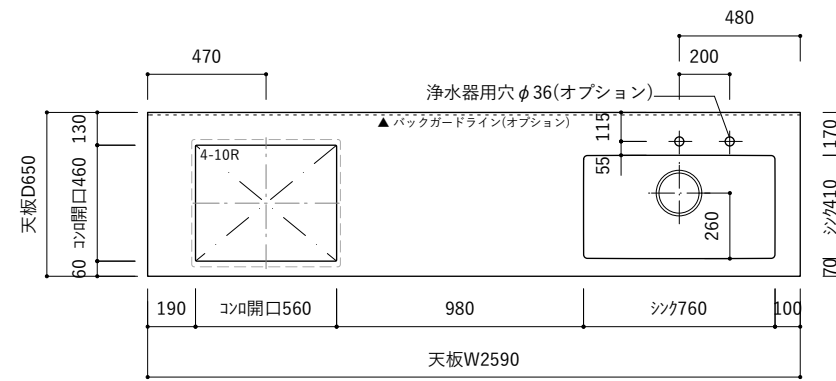 480
470
200
浄水器用穴φ36(オプション)
▲ バックガードライン(オプション)
130
115
170
4-10R
天板D650
コンロ開口460
55
シンク410
260
60
70
190
コンロ開口560
980
シンク760
100
天板W2590